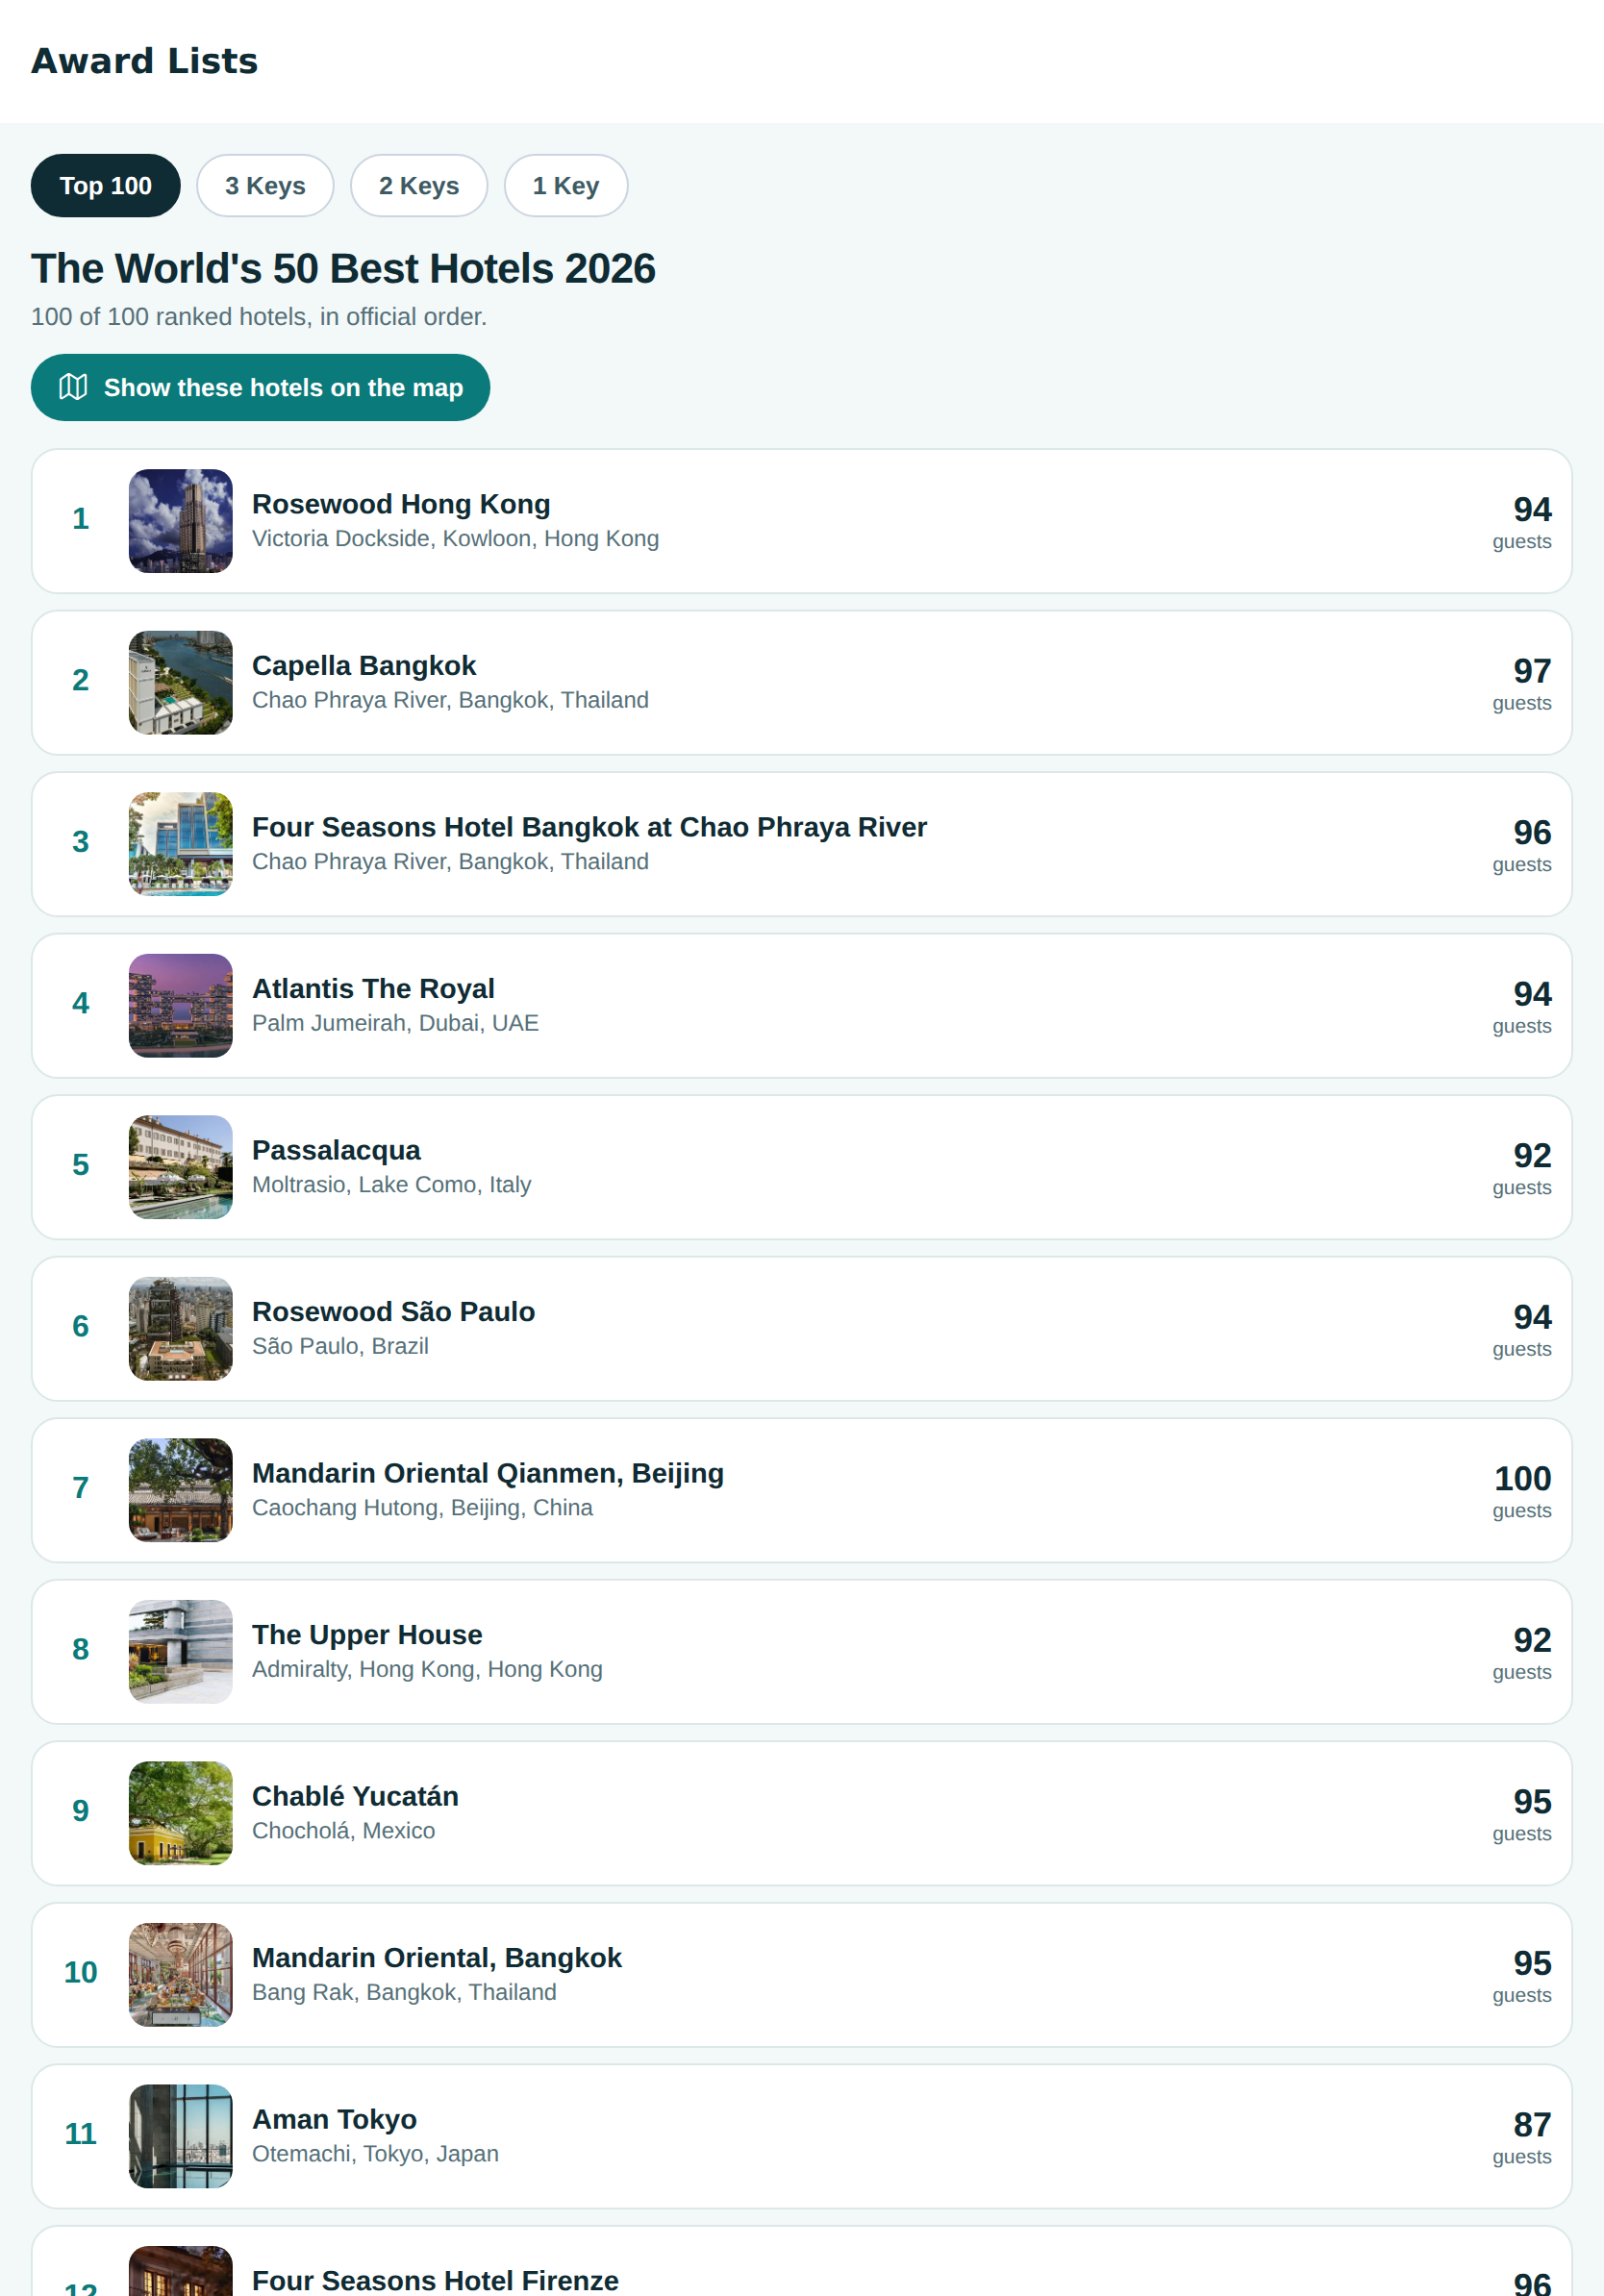 Award Lists
Top 100
3 Keys
2 Keys
1 Key
The World's 50 Best Hotels 2026
100 of 100 ranked hotels, in official order.
Show these hotels on the map
1
Rosewood Hong Kong
Victoria Dockside, Kowloon, Hong Kong
94
guests
2
Capella Bangkok
Chao Phraya River, Bangkok, Thailand
97
guests
3
Four Seasons Hotel Bangkok at Chao Phraya River
Chao Phraya River, Bangkok, Thailand
96
guests
4
Atlantis The Royal
Palm Jumeirah, Dubai, UAE
94
guests
5
Passalacqua
Moltrasio, Lake Como, Italy
92
guests
6
Rosewood São Paulo
São Paulo, Brazil
94
guests
7
Mandarin Oriental Qianmen, Beijing
Caochang Hutong, Beijing, China
100
guests
8
The Upper House
Admiralty, Hong Kong, Hong Kong
92
guests
9
Chablé Yucatán
Chocholá, Mexico
95
guests
10
Mandarin Oriental, Bangkok
Bang Rak, Bangkok, Thailand
95
guests
11
Aman Tokyo
Otemachi, Tokyo, Japan
87
guests
12
Four Seasons Hotel Firenze
96